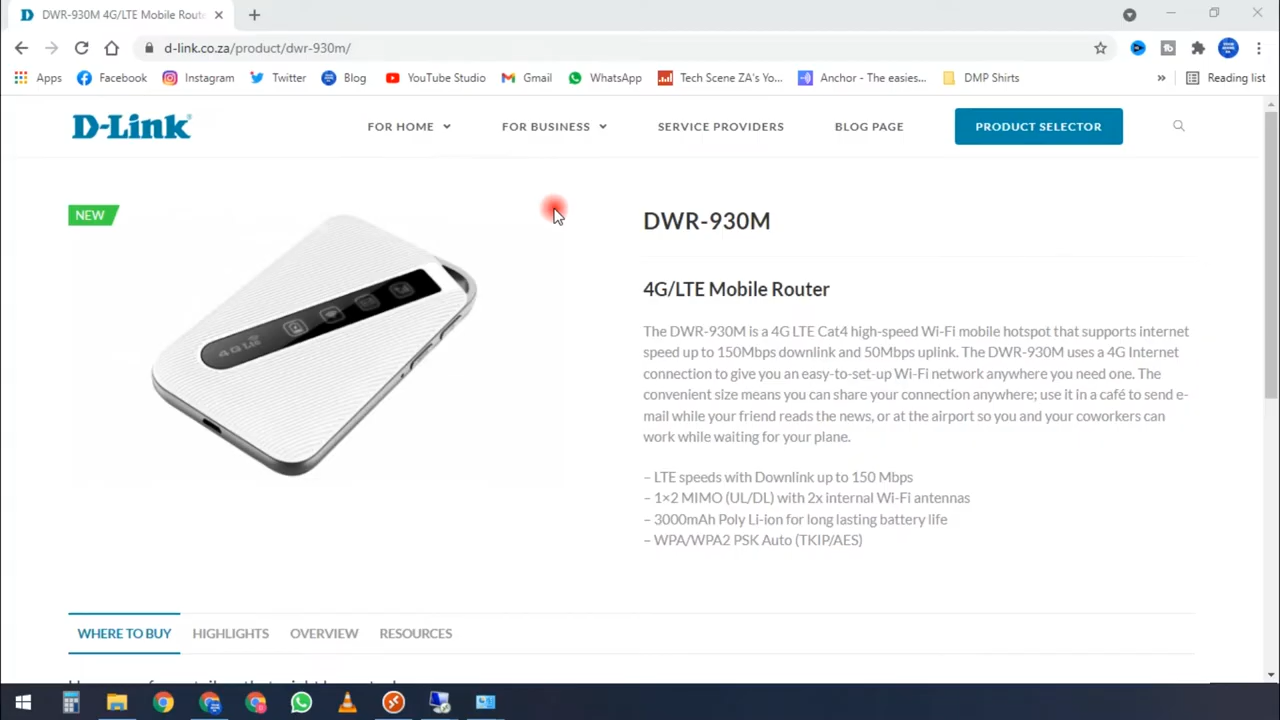 DWR-930M 4G/LTE Mobile Route
d-link.co.za/product/dwr-930m/
Apps Facebook Instagram Twitter Blog YouTube Studio Gmail WhatsApp Tech Scene ZA's Yo... Anchor - The easies... DMP Shirts » Reading list
D-Link FOR HOME FOR BUSINESS SERVICE PROVIDERS BLOG PAGE PRODUCT SELECTOR
NEW
4G LTE
DWR-930M
4G/LTE Mobile Router
The DWR-930M is a 4G LTE Cat4 high-speed Wi-Fi mobile hotspot that supports internet
speed up to 150Mbps downlink and 50Mbps uplink. The DWR-930M uses a 4G Internet
connection to give you an easy-to-set-up Wi-Fi network anywhere you need one. The
convenient size means you can share your connection anywhere; use it in a café to send e-
mail while your friend reads the news, or at the airport so you and your coworkers can
work while waiting for your plane.
– LTE speeds with Downlink up to 150 Mbps
– 1×2 MIMO (UL/DL) with 2x internal Wi-Fi antennas
– 3000mAh Poly Li-ion for long lasting battery life
– WPA/WPA2 PSK Auto (TKIP/AES)
WHERE TO BUY HIGHLIGHTS OVERVIEW RESOURCES